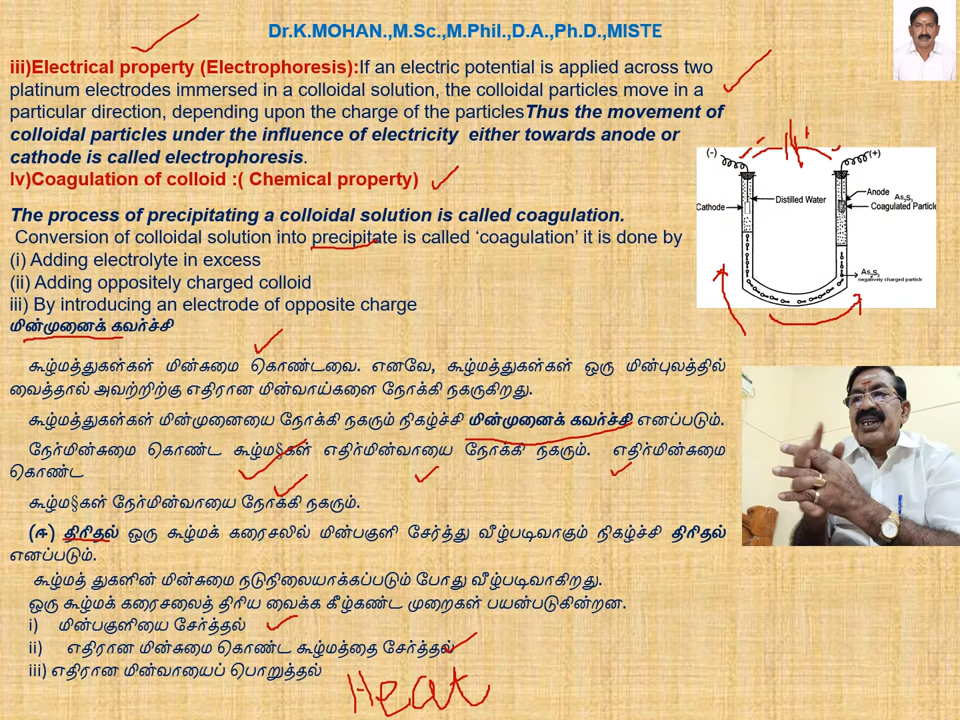 Dr.K.MOHAN.,M.Sc.,M.Phil.,D.A.,Ph.D.,MISTE
iii)Electrical property (Electrophoresis):If an electric potential is applied across two
platinum electrodes immersed in a colloidal solution, the colloidal particles move in a
particular direction, depending upon the charge of the particlesThus the movement of
colloidal particles under the influence of electricity either towards anode or
cathode is called electrophoresis.
Iv)Coagulation of colloid :( Chemical property)
The process of precipitating a colloidal solution is called coagulation.
Conversion of colloidal solution into precipitate is called ‘coagulation’ it is done by
(i) Adding electrolyte in excess
(ii) Adding oppositely charged colloid
iii) By introducing an electrode of opposite charge
மின்முனைக் கவர்ச்சி
கூழ்மத்துகள்கள் மின்சுமை கொண்டவை. எனவே, கூழ்மத்துகள்கள் ஒரு மின்புலத்தில்
வைத்தால் அவற்றிற்கு எதிரான மின்வாய்களை நோக்கி நகருகிறது.
கூழ்மத்துகள்கள் மின்முனையை நோக்கி நகரும் நிகழ்ச்சி மின்முனைக் கவர்ச்சி எனப்படும்.
நேர்மின்சுமை கொண்ட கூழ்ம§கள் எதிர்மின்வாயை நோக்கி நகரும். எதிர்மின்சுமை
கொண்ட
கூழ்ம§கள் நேர்மின்வாயை நோக்கி நகரும்.
(ஈ) திரிதல் ஒரு கூழ்மக் கரைசலில் மின்பகுளி சேர்த்து வீழ்படிவாகும் நிகழ்ச்சி திரிதல்
எனப்படும்.
கூழ்மத் துகளின் மின்சுமை நடுநிலையாக்கப்படும் போது வீழ்படிவாகிறது.
ஒரு கூழ்மக் கரைசலைத் திரிய வைக்க கீழ்கண்ட முறைகள் பயன்படுகின்றன.
i) மின்பகுளியை சேர்த்தல்
ii) எதிரான மின்சுமை கொண்ட கூழ்மத்தை சேர்த்தல்
iii) எதிரான மின்வாயைப் பொறுத்தல்
Heat
(-)
(+)
Cathode
Distilled Water
Anode
As₂S₃
Coagulated Particle
As₂S₃
negatively charged particle